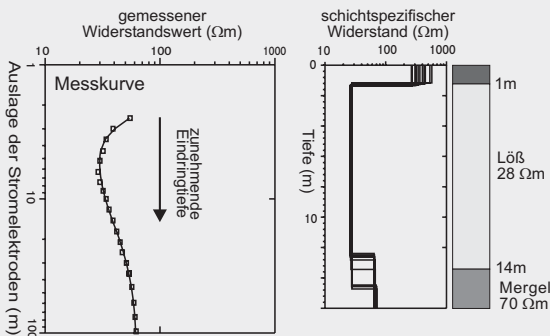 gemessener
Widerstandswert (Ωm)
10
100
1000
1
10
100
Auslage der Stromelektroden (m)
Messkurve
zunehmende
Eindringtiefe
schichtspezifischer
Widerstand (Ωm)
10
100
1000
0
10
Tiefe (m)
1m
Löß
28 Ωm
14m
Mergel
70 Ωm